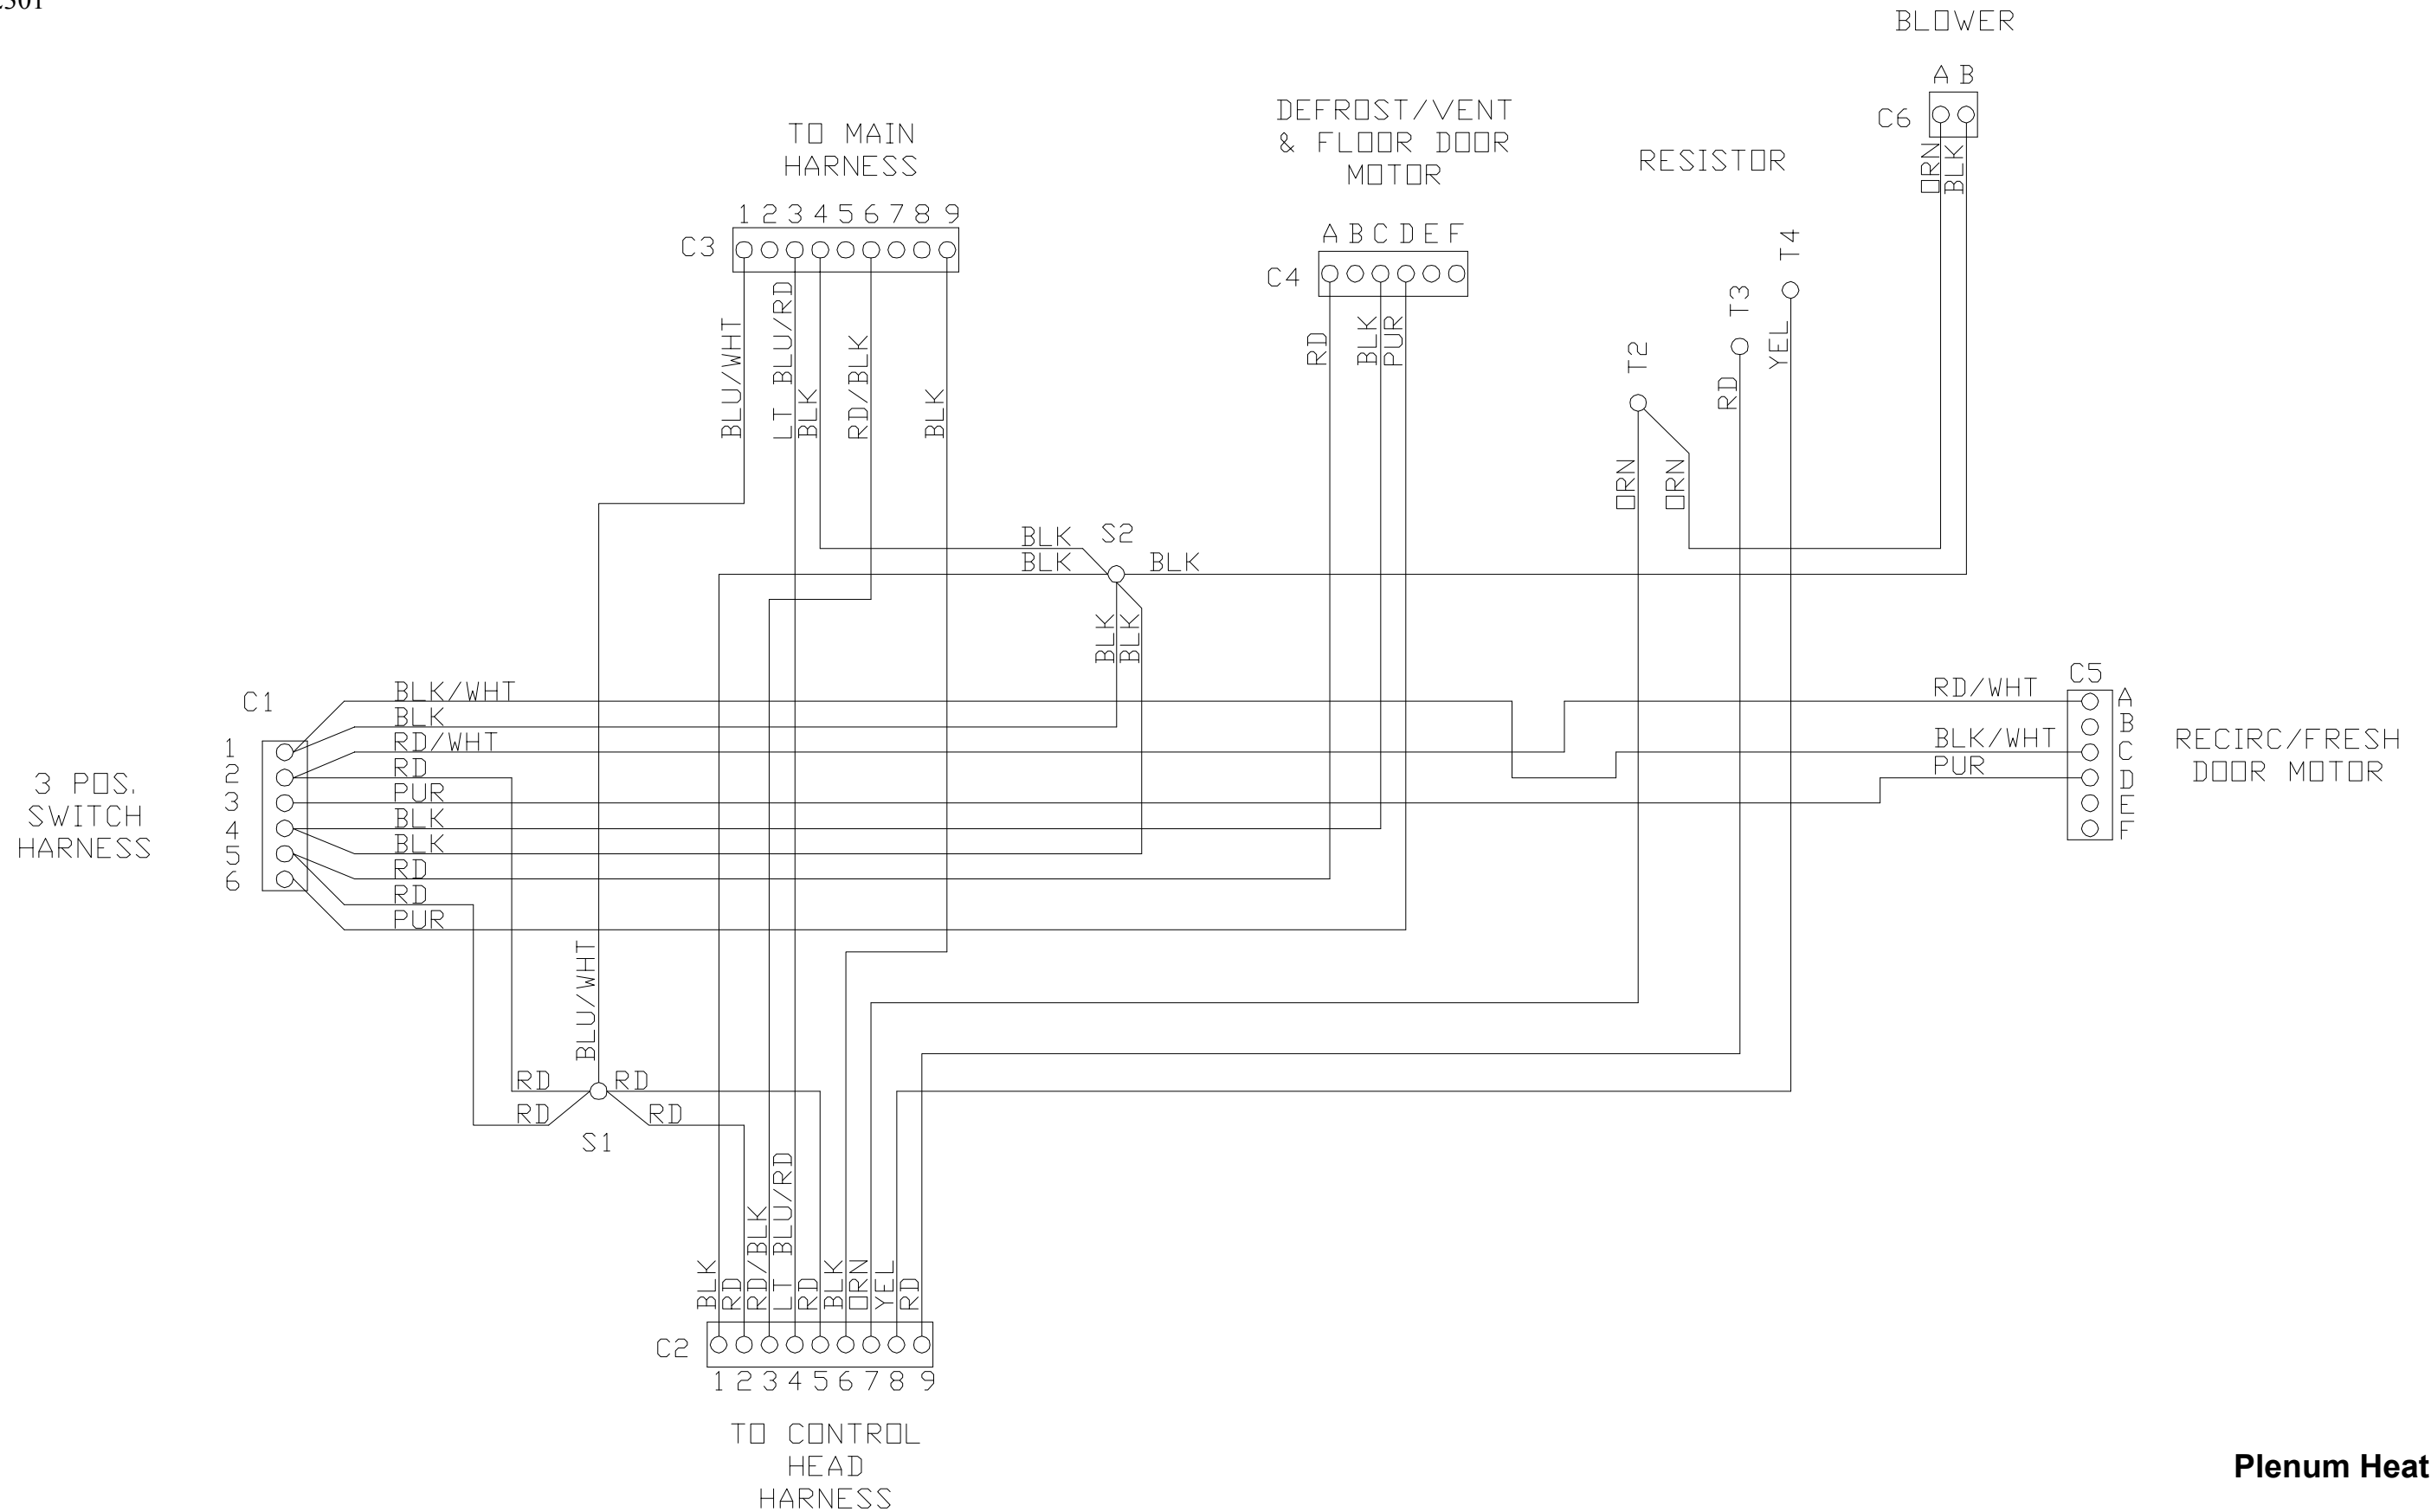 BLOWER
A B
C6
ORN
BLK
TO MAIN
HARNESS
1 2 3 4 5 6 7 8 9
C3
BLU/WHT
LT BLU/RD
BLK
RD/BLK
BLK
DEFROST/VENT
& FLOOR DOOR
MOTOR
A B C D E F
C4
RD
BLK
PUR
RESISTOR
T2
T3
T4
ORN
ORN
RD
YEL
BLK
BLK
S2
BLK
BLK
BLK
C1
1
2
3
4
5
6
3 POS.
SWITCH
HARNESS
BLK/WHT
BLK
RD/WHT
RD
PUR
BLK
BLK
RD
RD
PUR
C5
RD/WHT
BLK/WHT
PUR
A
B
C
D
E
F
RECIRC/FRESH
DOOR MOTOR
BLU/WHT
RD
RD
RD
RD
S1
BLK
RD
RD/BLK
LT BLU/RD
RD
BLK
ORN
YEL
RD
C2
1 2 3 4 5 6 7 8 9
TO CONTROL
HEAD
HARNESS
Plenum Heat